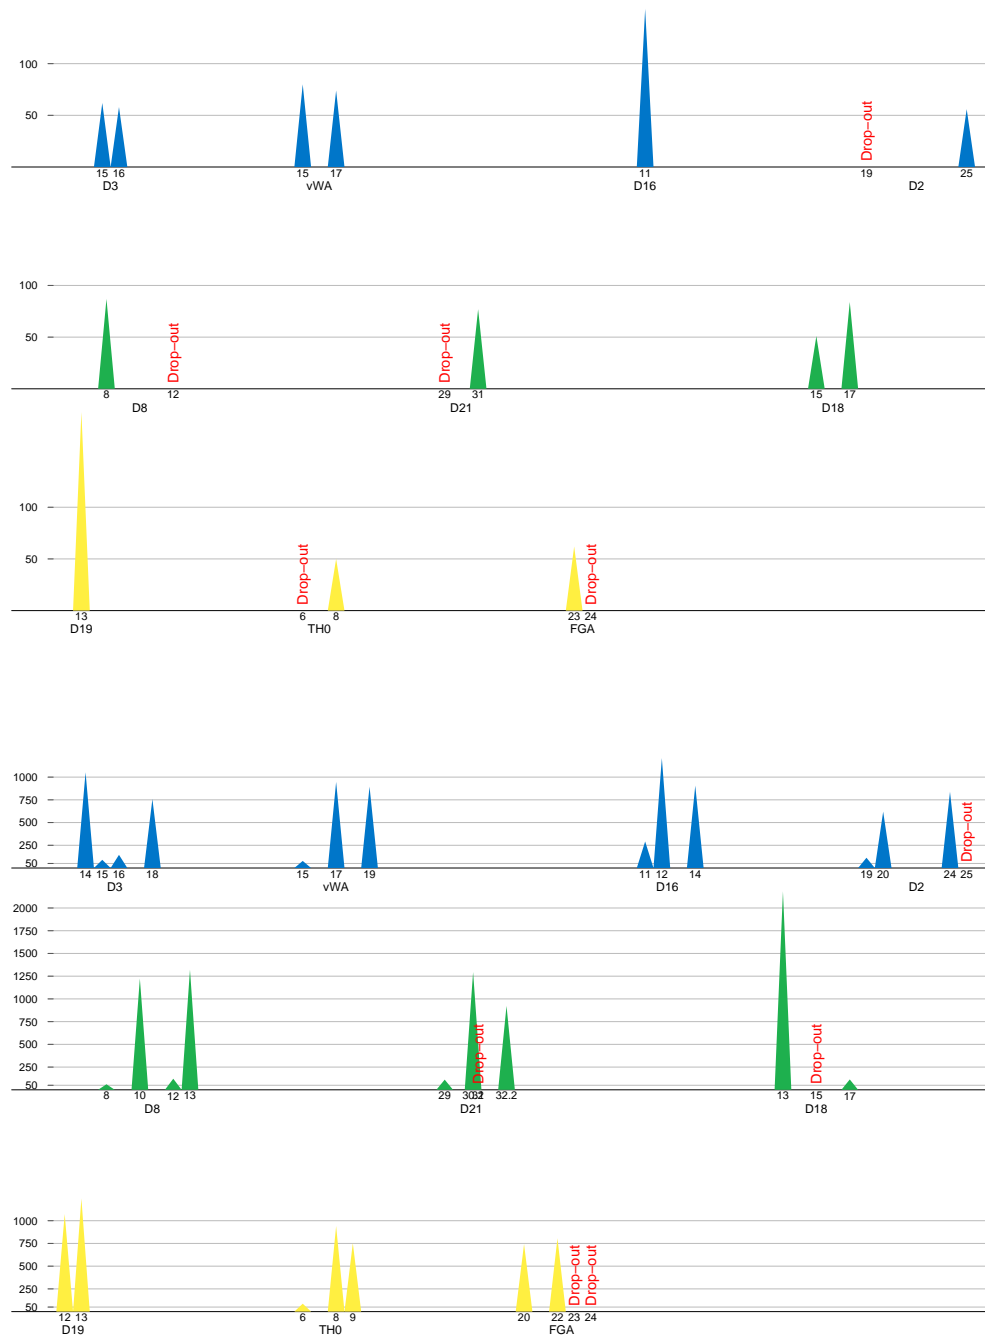 100
50
Drop−out
15 16 15 17 11 19 25
D3 vWA D16 D2
100
50
Drop−out Drop−out
8 12 29 31 15 17
D8 D21 D18
100
50
Drop−out Drop−out
13 6 8 23 24
D19 TH0 FGA
1000
750
500
250
50
Drop−out
14 15 16 18 15 17 19 11 12 14 19 20 24 25
D3 vWA D16 D2
2000
1750
1500
1250
1000
750
500
250
50
Drop−out Drop−out
8 10 12 13 29 32.2 13 15 17
D8 D21 D18
1000
750
500
250
50
Drop−out Drop−out
12 13 6 8 9 20 22 23 24
D19 TH0 FGA